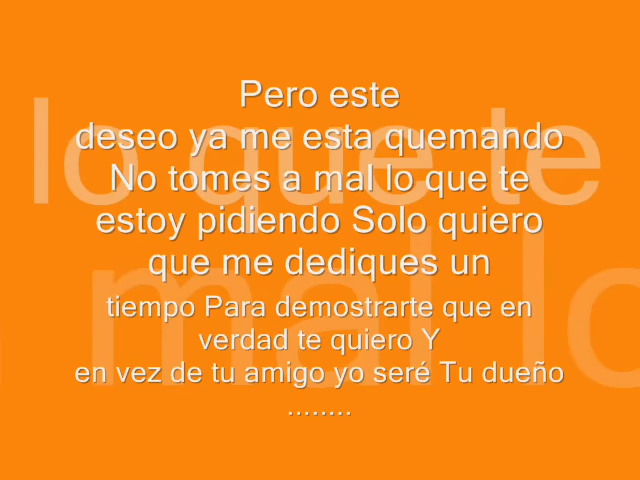 Pero este
deseo ya me esta quemando
No tomes a mal lo que te
estoy pidiendo Solo quiero
que me dediques un
tiempo Para demostrarte que en
verdad te quiero Y
en vez de tu amigo yo seré Tu dueño
........
lo que te
mal lo